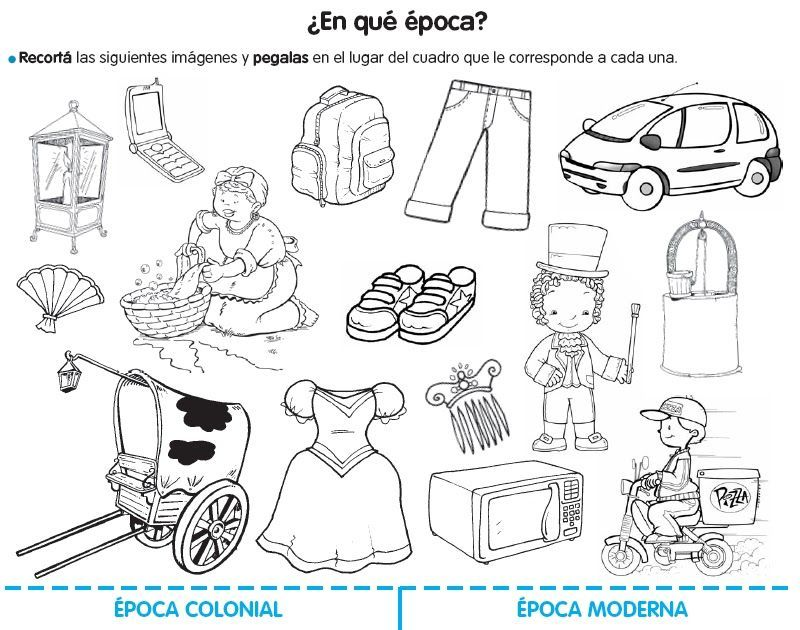 ¿En qué época?
● Recortá las siguientes imágenes y pegalas en el lugar del cuadro que le corresponde a cada una.
PIZZA
ÉPOCA COLONIAL
ÉPOCA MODERNA